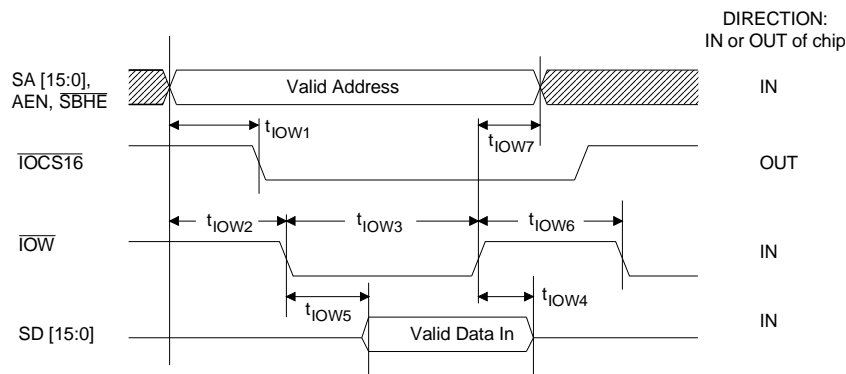 DIRECTION:
IN or OUT of chip
SA [15:0],
AEN, SBHE
Valid Address
IN
tIOW1
tIOW7
IOCS16
OUT
tIOW2
tIOW3
tIOW6
IOW
IN
tIOW5
tIOW4
SD [15:0]
Valid Data In
IN